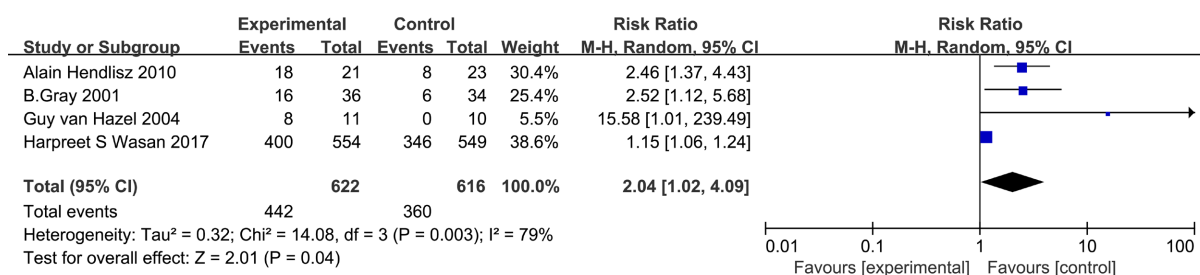 Experimental Control Risk Ratio Risk Ratio
Study or Subgroup Events Total Events Total Weight M-H, Random, 95% CI M-H, Random, 95% CI
Alain Hendlisz 2010 18 21 8 23 30.4% 2.46 [1.37, 4.43]
B.Gray 2001 16 36 6 34 25.4% 2.52 [1.12, 5.68]
Guy van Hazel 2004 8 11 0 10 5.5% 15.58 [1.01, 239.49]
Harpreet S Wasan 2017 400 554 346 549 38.6% 1.15 [1.06, 1.24]
Total (95% CI) 622 616 100.0% 2.04 [1.02, 4.09]
Total events 442 360
Heterogeneity: Tau² = 0.32; Chi² = 14.08, df = 3 (P = 0.003); I² = 79%
Test for overall effect: Z = 2.01 (P = 0.04)
0.01 0.1 1 10 100
Favours [experimental] Favours [control]